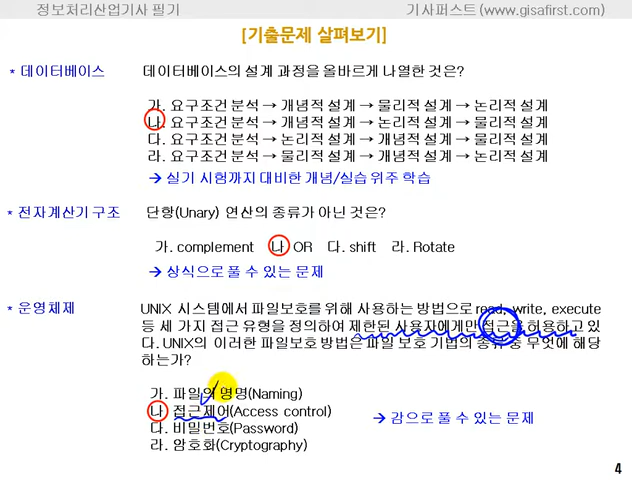 정보처리산업기사 필기
기사퍼스트(www.gisafirst.com)
[기출문제 살펴보기]
* 데이터베이스 데이터베이스의 설계 과정을 올바르게 나열한 것은?
가. 요구조건 분석 → 개념적 설계 → 물리적 설계 → 논리적 설계
나. 요구조건 분석 → 개념적 설계 → 논리적 설계 → 물리적 설계
다. 요구조건 분석 → 논리적 설계 → 개념적 설계 → 물리적 설계
라. 요구조건 분석 → 물리적 설계 → 개념적 설계 → 논리적 설계
→ 실기 시험까지 대비한 개념/실습 위주 학습
* 전자계산기 구조 단항(Unary) 연산의 종류가 아닌 것은?
가. complement 나. OR 다. shift 라. Rotate
→ 상식으로 풀 수 있는 문제
* 운영체제 UNIX 시스템에서 파일보호를 위해 사용하는 방법으로 read, write, execute
등 세 가지 접근 유형을 정의하여 제한된 사용자에게만 접근을 허용하고 있
다. UNIX의 이러한 파일보호 방법은 파일 보호 기법의 종류 중 무엇에 해당
하는가?
가. 파일의 명명(Naming)
나. 접근제어(Access control)
다. 비밀번호(Password)
라. 암호화(Cryptography)
→ 감으로 풀 수 있는 문제
4